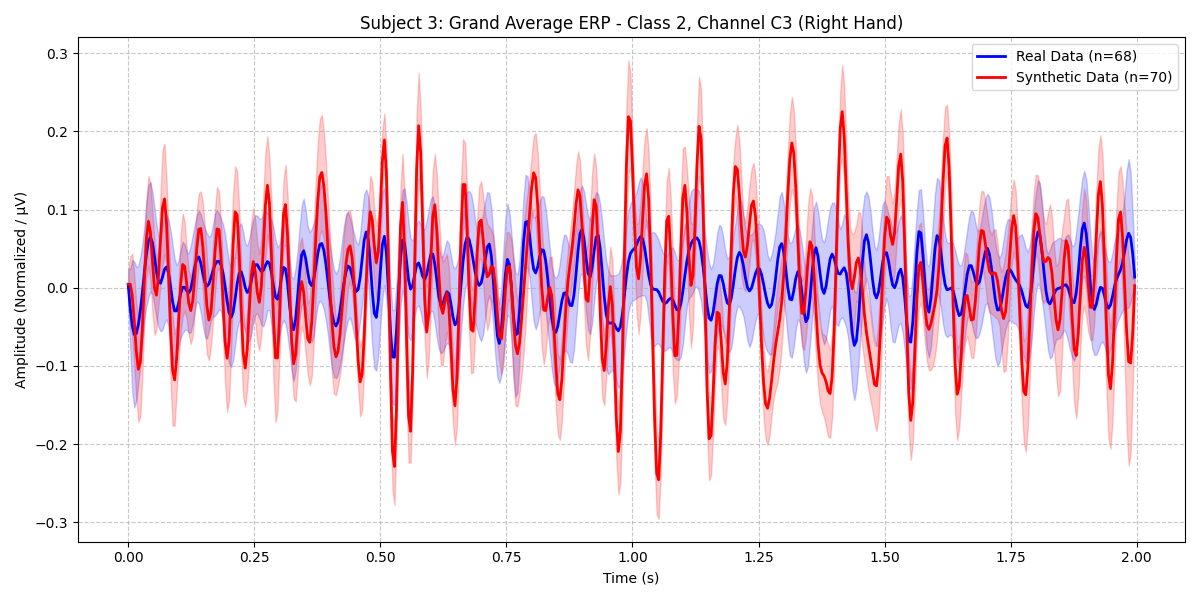 Subject 3: Grand Average ERP - Class 2, Channel C3 (Right Hand)
Real Data (n=68)
Synthetic Data (n=70)
Amplitude (Normalized / µV)
0.3
0.2
0.1
0.0
−0.1
−0.2
−0.3
0.00 0.25 0.50 0.75 1.00 1.25 1.50 1.75 2.00
Time (s)